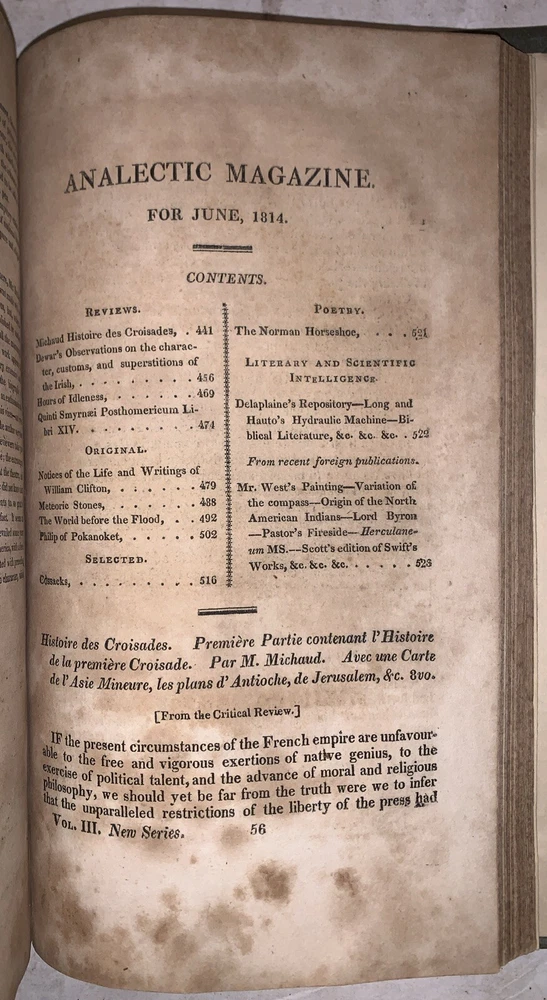 ANALECTIC MAGAZINE.
FOR JUNE, 1814.
CONTENTS.
REVIEWS.
Michaud Histoire des Croisades, . 441
Dewar's Observations on the charac-
ter, customs, and superstitions of
the Irish, . . . . . . . . . 456
Hours of Idleness, . . . . . . 469
Quinti Smyrnæi Posthomericum Li-
bri XIV. . . . . . . . . . 474
ORIGINAL.
Notices of the Life and Writings of
William Clifton, . . . . . 479
Meteoric Stones, . . . . . . 488
The World before the Flood, . . 492
Philip of Pokanoket, . . . . . 502
SELECTED.
Cossacks, . . . . . . . . . 516
POETRY.
The Norman Horseshoe, . . . . 521
LITERARY AND SCIENTIFIC
INTELLIGENCE.
Delaplaine's Repository—Long and
Hauto's Hydraulic Machine—Bi-
blical Literature, &c. &c. &c. . 522
From recent foreign publications.
Mr. West's Painting—Variation of
the compass—Origin of the North
American Indians—Lord Byron
—Pastor's Fireside—Herculane-
um MS.—Scott's edition of Swift's
Works, &c. &c. &c. . . . . . 523
Histoire des Croisades. Première Partie contenant l'Histoire
de la première Croisade. Par M. Michaud. Avec une Carte
de l'Asie Mineure, les plans d'Antioche, de Jerusalem, &c. 8vo.
[From the Critical Review.]
IF the present circumstances of the French empire are unfavour-
able to the free and vigorous exertions of native genius, to the
exercise of political talent, and the advance of moral and religious
philosophy, we should yet be far from the truth were we to infer
that the unparalleled restrictions of the liberty of the press had
VOL. III. New Series. 56